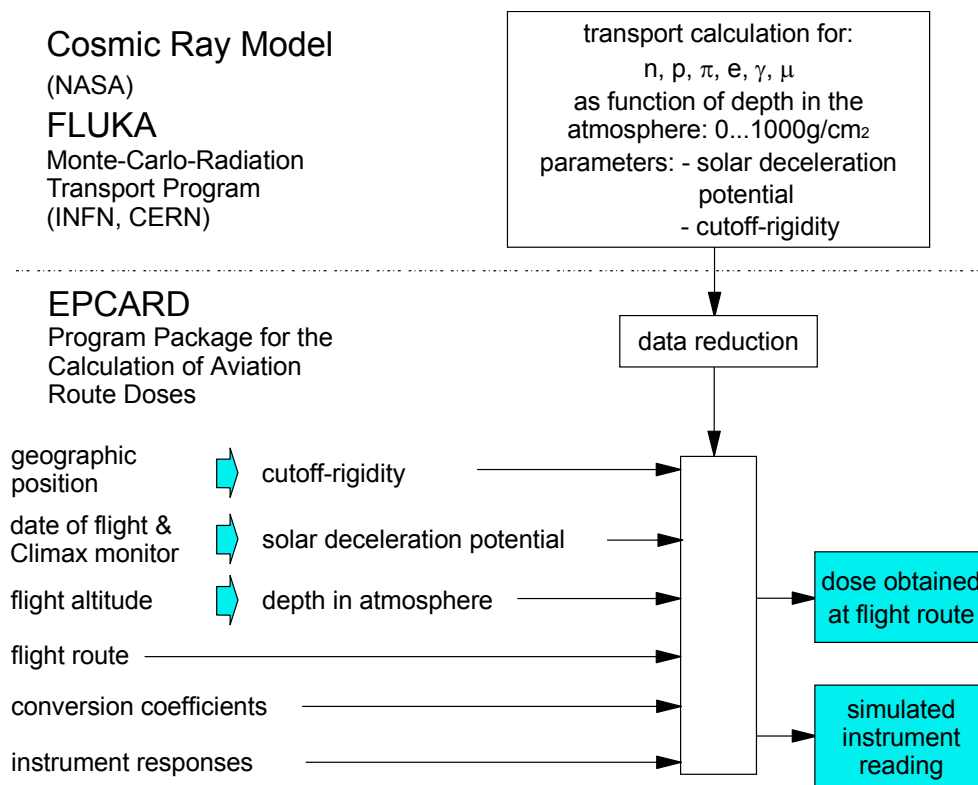 Cosmic Ray Model
(NASA)
FLUKA
Monte-Carlo-Radiation
Transport Program
(INFN, CERN)
transport calculation for:
n, p, π, e, γ, μ
as function of depth in the
atmosphere: 0...1000g/cm2
parameters: - solar deceleration
potential
- cutoff-rigidity
EPCARD
Program Package for the
Calculation of Aviation
Route Doses
data reduction
geographic
position
cutoff-rigidity
date of flight &
Climax monitor
solar deceleration potential
flight altitude
depth in atmosphere
flight route
conversion coefficients
instrument responses
dose obtained
at flight route
simulated
instrument
reading